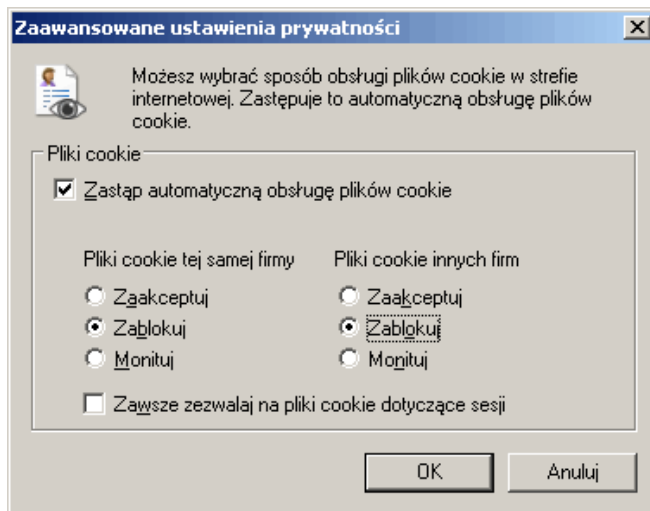 Zaawansowane ustawienia prywatności
Możesz wybrać sposób obsługi plików cookie w strefie
internetowej. Zastępuje to automatyczną obsługę plików
cookie.
Pliki cookie
Zastąp automatyczną obsługę plików cookie
Pliki cookie tej samej firmy Pliki cookie innych firm
Zaakceptuj Zaakceptuj
Zablokuj Zablokuj
Monituj Monituj
Zawsze zezwalaj na pliki cookie dotyczące sesji
OK Anuluj